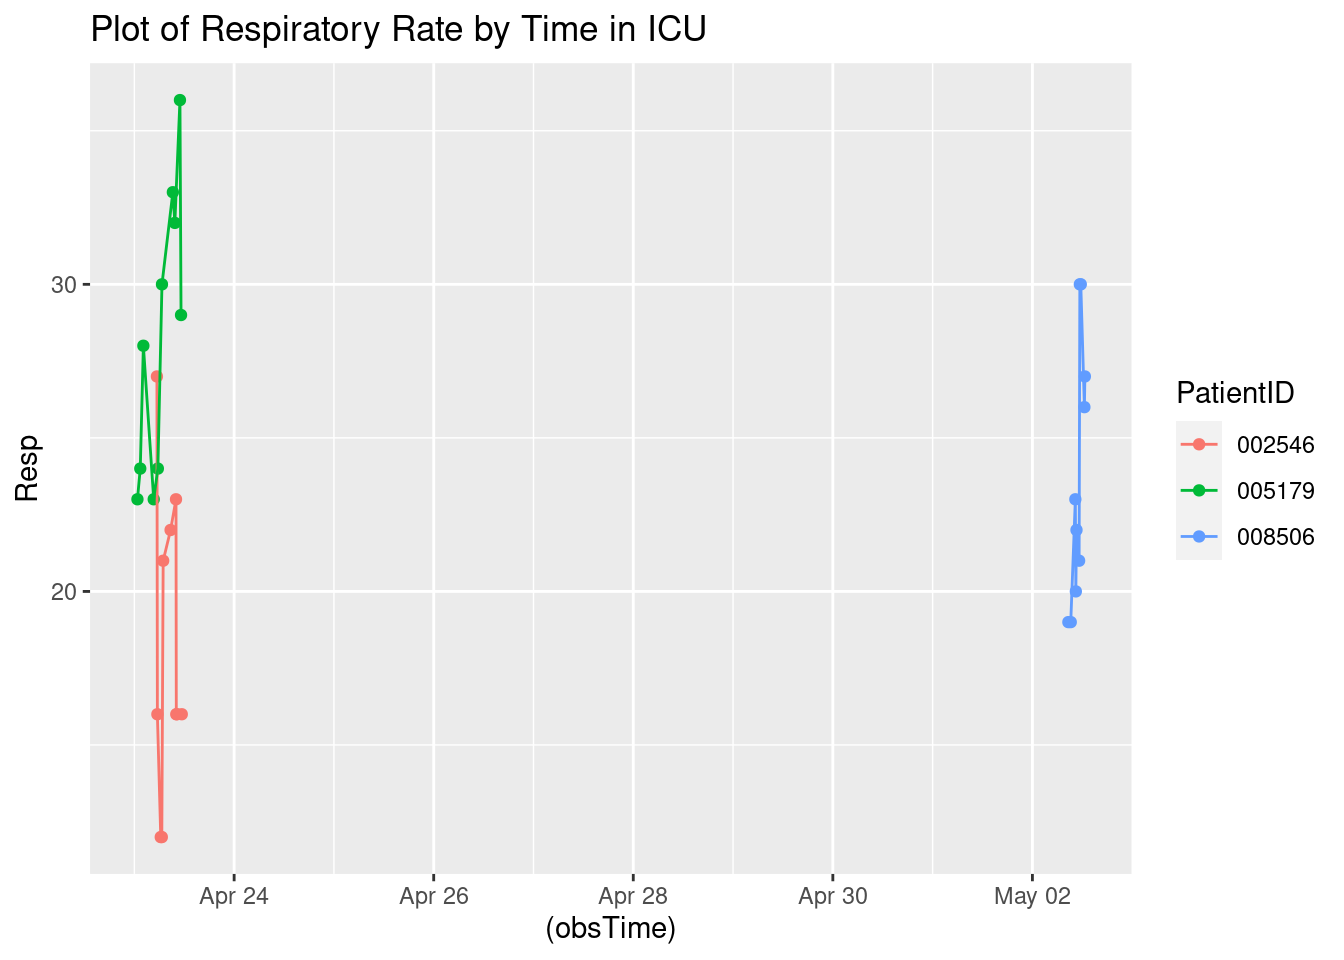 Plot of Respiratory Rate by Time in ICU
Resp
30
20
Apr 24
Apr 26
Apr 28
Apr 30
May 02
(obsTime)
PatientID
002546
005179
008506